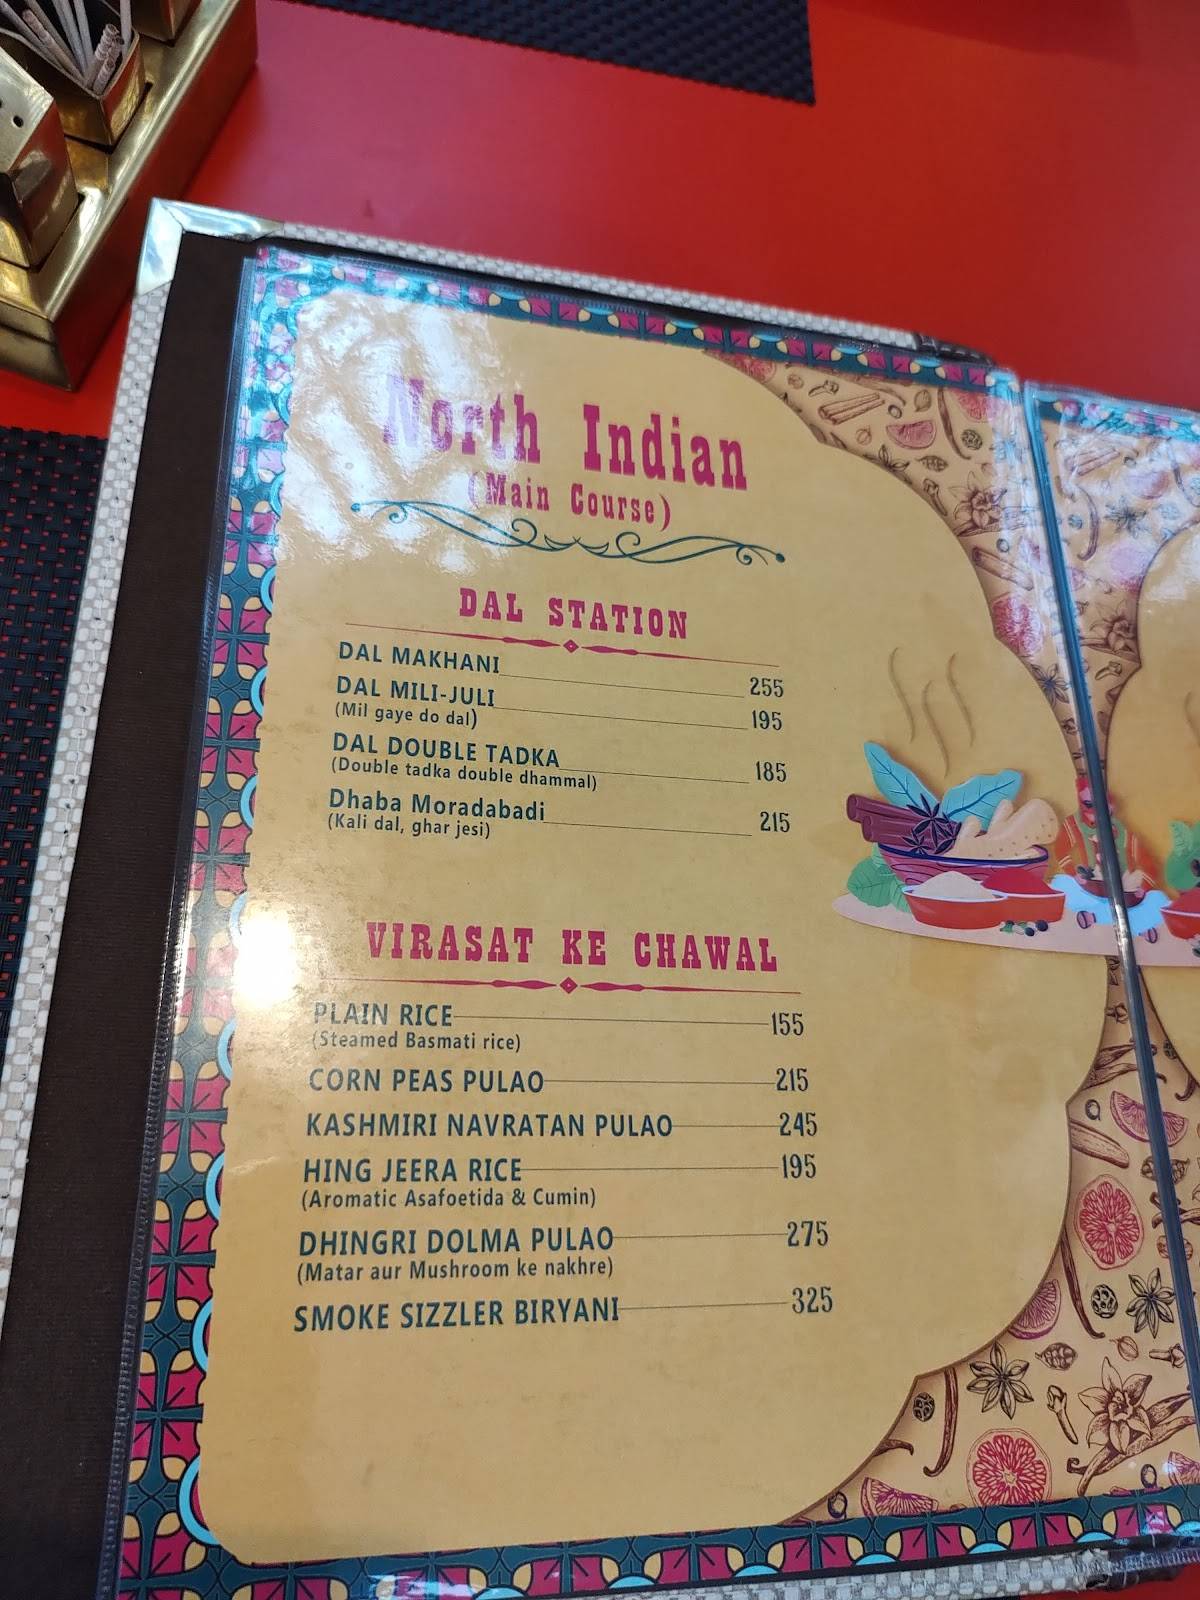 North Indian
(Main Course)
DAL STATION
DAL MAKHANI 255
DAL MILI-JULI 195
(Mil gaye do dal)
DAL DOUBLE TADKA 185
(Double tadka double dhammal)
Dhaba Moradabadi 215
(Kali dal, ghar jesi)
VIRASAT KE CHAWAL
PLAIN RICE 155
(Steamed Basmati rice)
CORN PEAS PULAO 215
KASHMIRI NAVRATAN PULAO 245
HING JEERA RICE 195
(Aromatic Asafoetida & Cumin)
DHINGRI DOLMA PULAO 275
(Matar aur Mushroom ke nakhre)
SMOKE SIZZLER BIRYANI 325